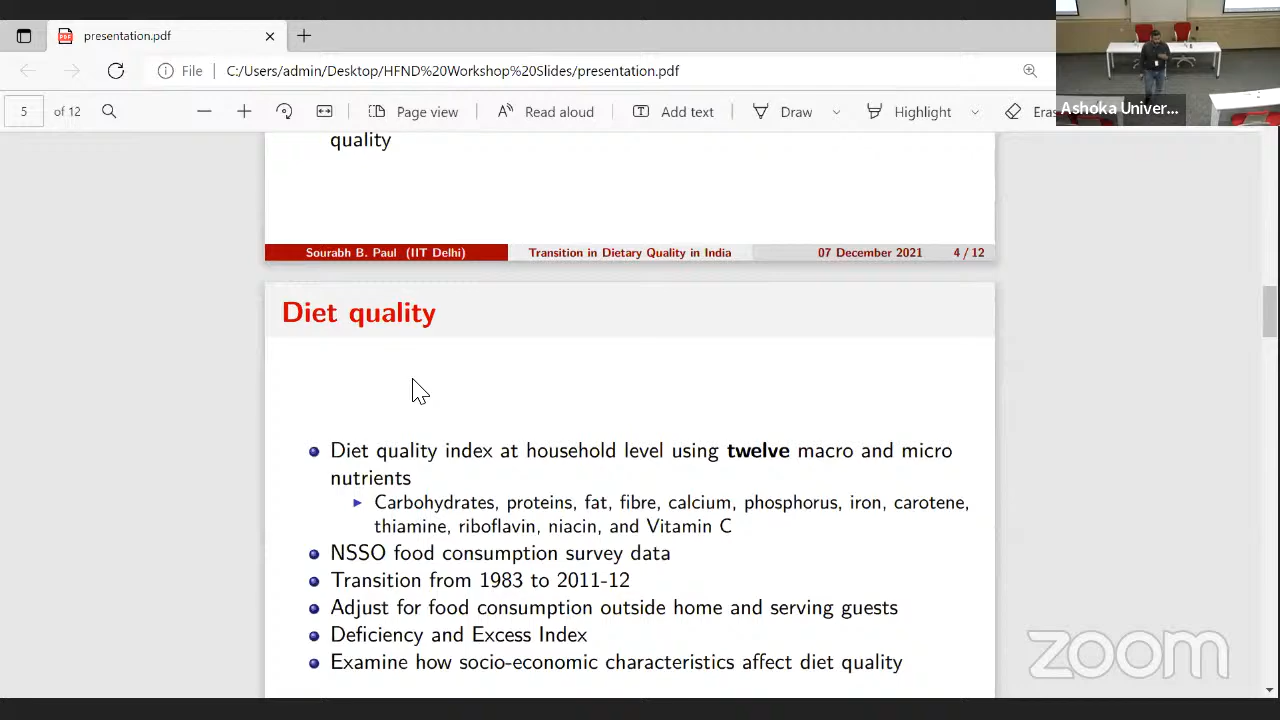 presentation.pdf
File
C:/Users/admin/Desktop/HFND%20Workshop%20Slides/presentation.pdf
5 of 12
Page view
Read aloud
Add text
Draw
Highlight
Eras
Ashoka Univer...
quality
Sourabh B. Paul (IIT Delhi)
Transition in Dietary Quality in India
07 December 2021
4 / 12
Diet quality
Diet quality index at household level using twelve macro and micro
nutrients
Carbohydrates, proteins, fat, fibre, calcium, phosphorus, iron, carotene,
thiamine, riboflavin, niacin, and Vitamin C
NSSO food consumption survey data
Transition from 1983 to 2011-12
Adjust for food consumption outside home and serving guests
Deficiency and Excess Index
Examine how socio-economic characteristics affect diet quality
zoom